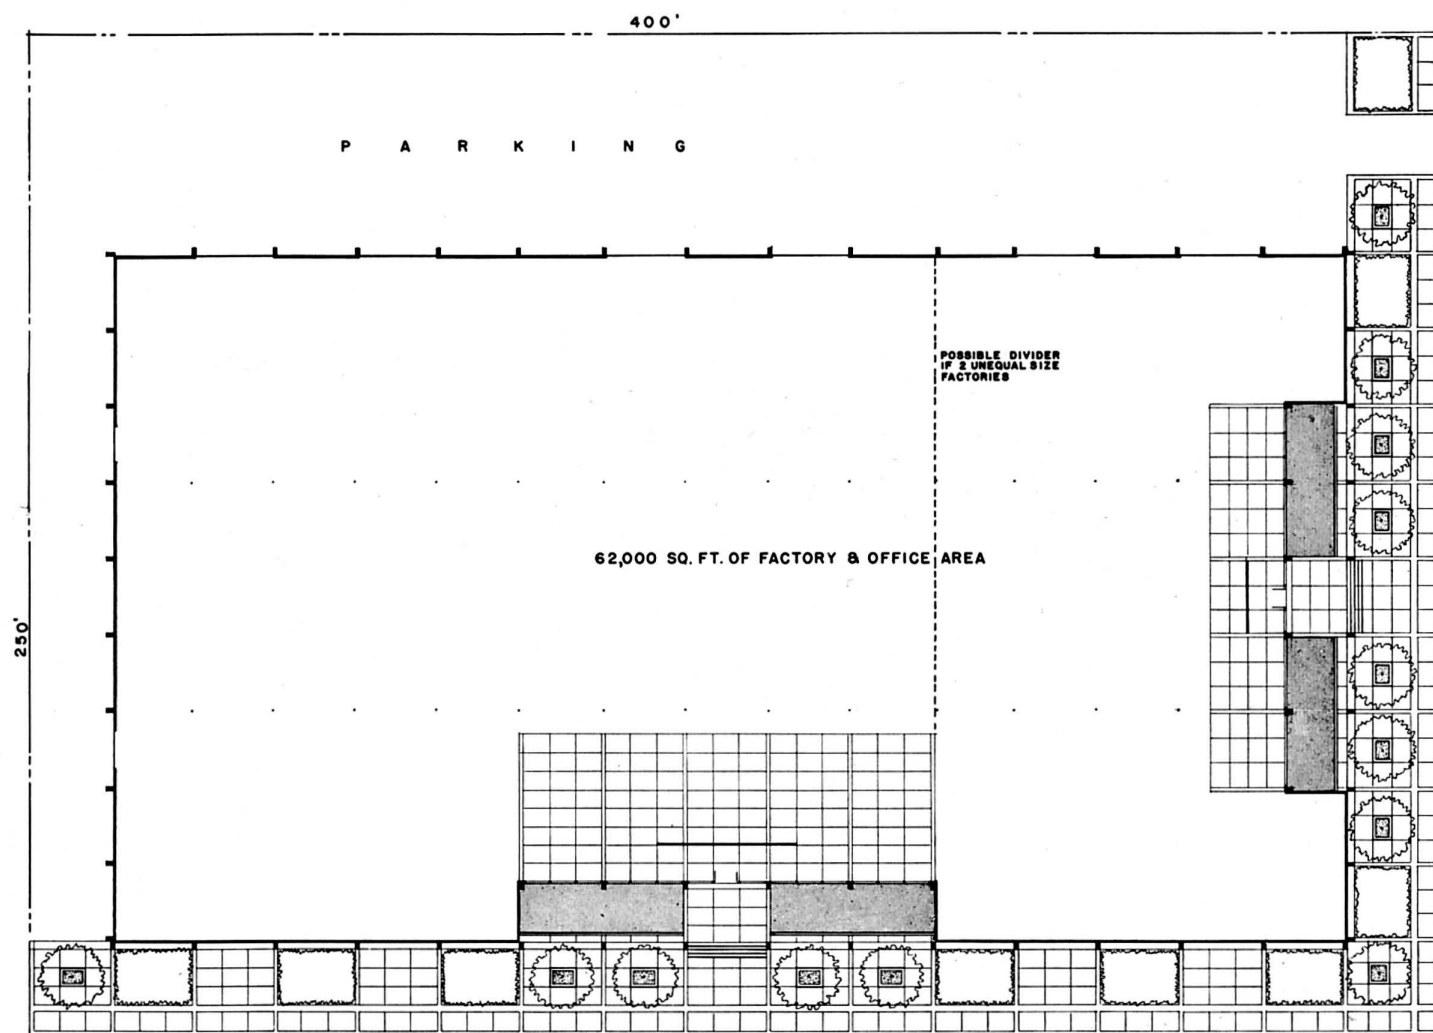 400'
P A R K I N G
POSSIBLE DIVIDER
IF 2 UNEQUAL SIZE
FACTORIES
62,000 SQ. FT. OF FACTORY & OFFICE AREA
250'